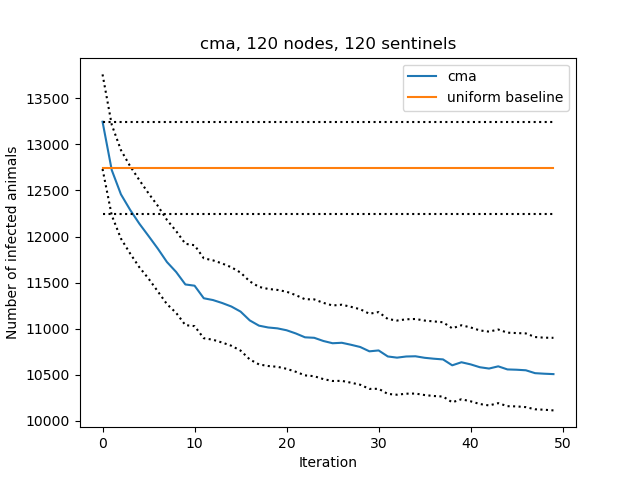 cma, 120 nodes, 120 sentinels
cma
uniform baseline
Number of infected animals
13500
13000
12500
12000
11500
11000
10500
10000
0 10 20 30 40 50
Iteration